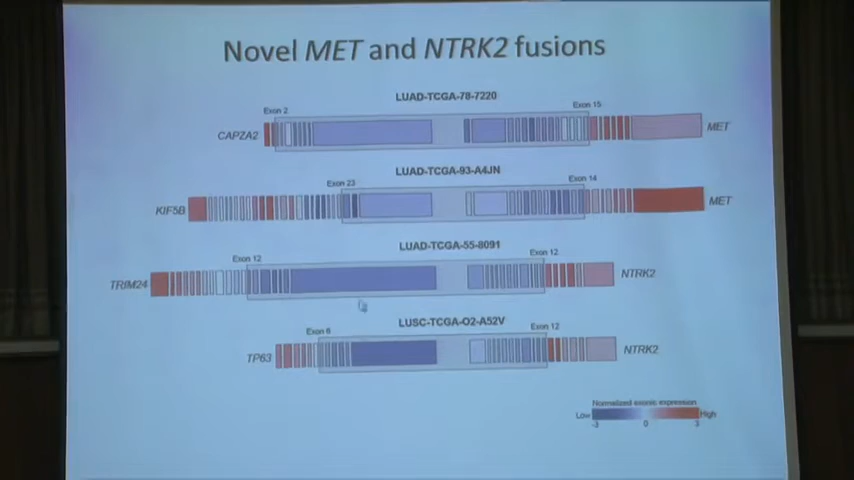 Novel MET and NTRK2 fusions
LUAD-TCGA-78-7220
Exon 2
Exon 15
CAPZA2
MET
LUAD-TCGA-93-A4JN
Exon 23
Exon 14
KIF5B
MET
LUAD-TCGA-55-8091
Exon 12
Exon 12
TRIM24
NTRK2
LUSC-TCGA-O2-A52V
Exon 6
Exon 12
TP63
NTRK2
Normalized exonic expression
Low
High
-3
0
3